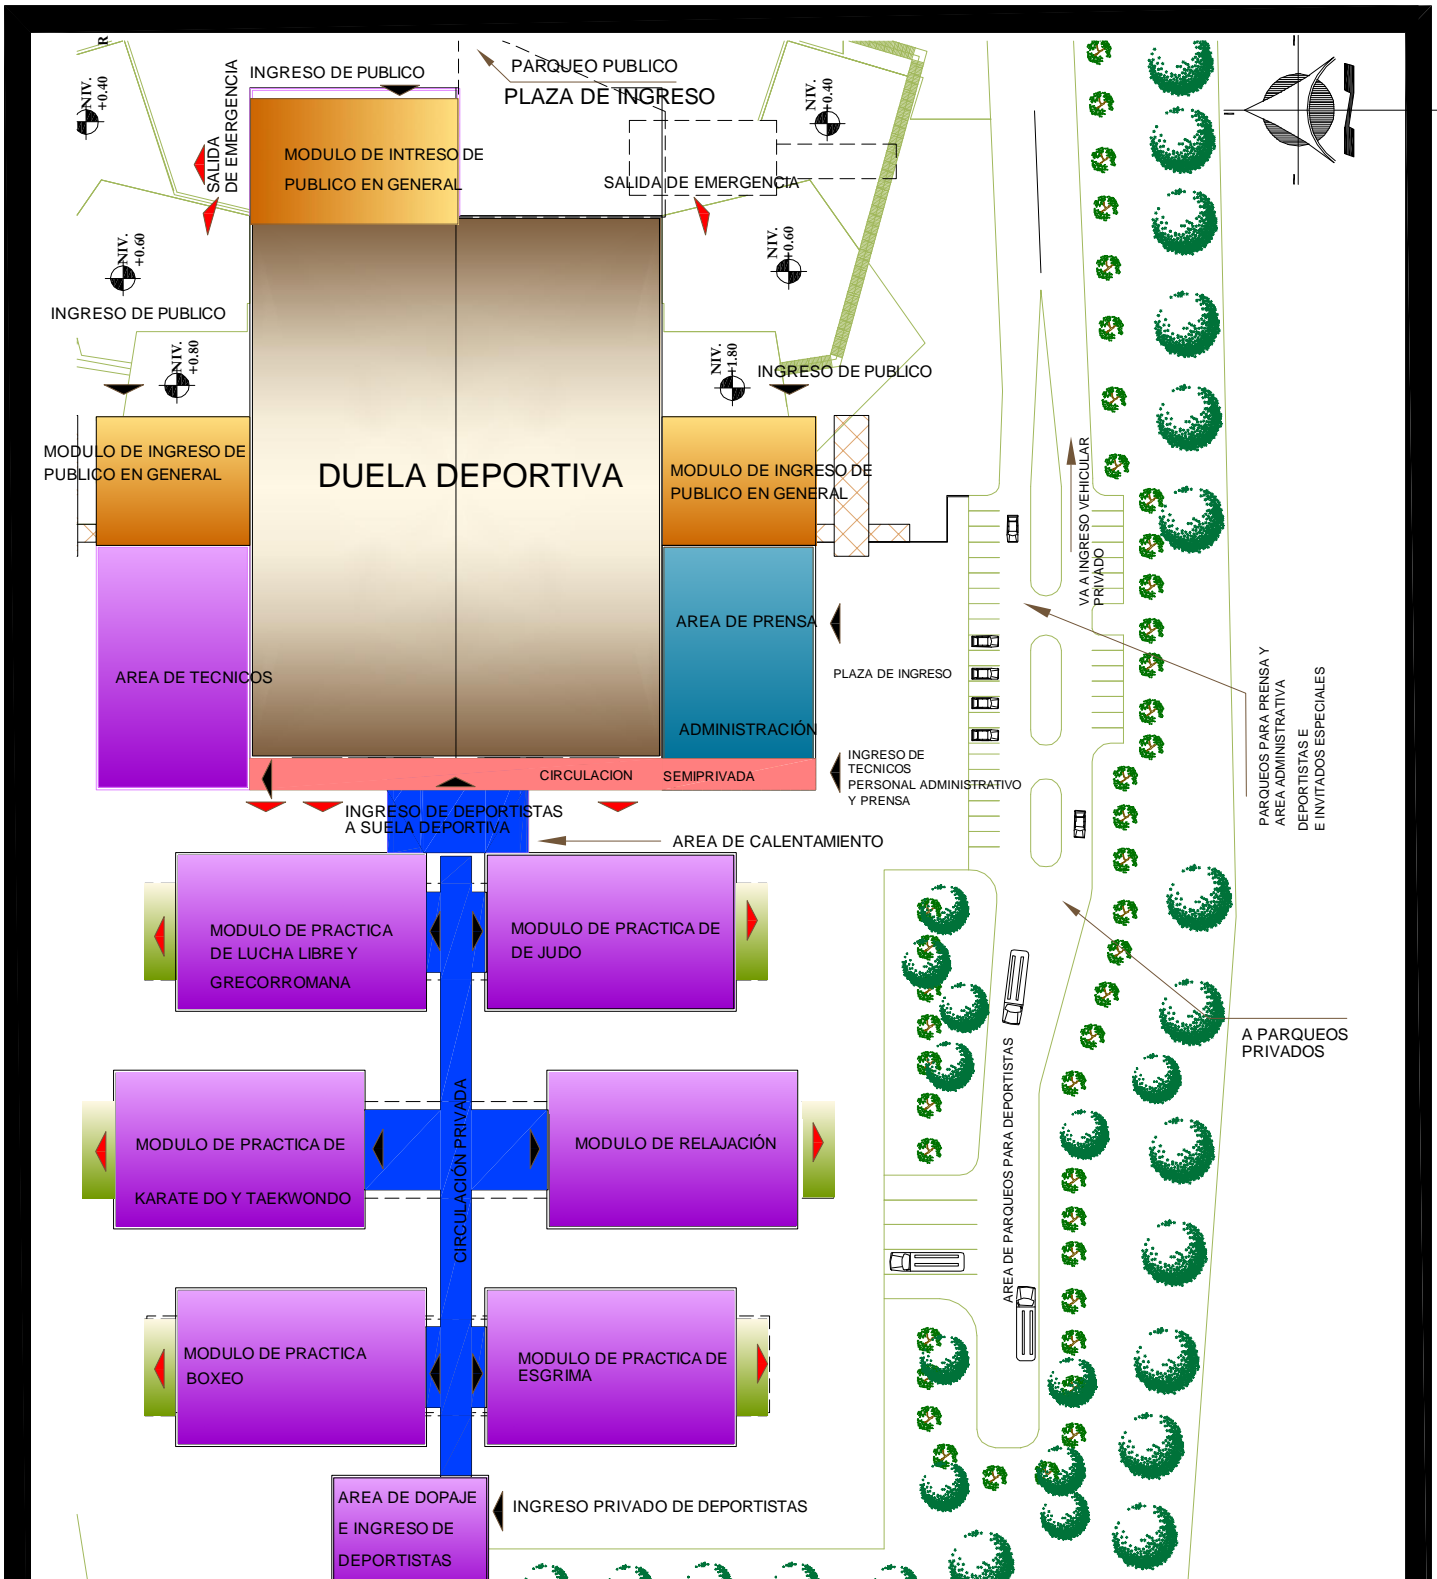 R
INGRESO DE PUBLICO
PARQUEO PUBLICO
PLAZA DE INGRESO
NIV.
+0.40
SALIDA
DE EMERGENCIA
NIV.
+0.40
MODULO DE INTRESO DE
PUBLICO EN GENERAL
SALIDA DE EMERGENCIA
NIV.
+0.60
NIV.
+0.60
INGRESO DE PUBLICO
NIV.
+0.80
NIV.
+1.80
INGRESO DE PUBLICO
MODULO DE INGRESO DE
PUBLICO EN GENERAL
DUELA DEPORTIVA
MODULO DE INGRESO DE
PUBLICO EN GENERAL
VA A INGRESO VEHICULAR
PRIVADO
AREA DE PRENSA
AREA DE TECNICOS
PLAZA DE INGRESO
ADMINISTRACIÓN
PARQUEOS PARA PRENSA Y
AREA ADMINISTRATIVA
DEPORTISTAS E
E INVITADOS ESPECIALES
CIRCULACION SEMIPRIVADA
INGRESO DE
TECNICOS
PERSONAL ADMINISTRATIVO
Y PRENSA
INGRESO DE DEPORTISTAS
A SUELA DEPORTIVA
AREA DE CALENTAMIENTO
MODULO DE PRACTICA
DE LUCHA LIBRE Y
GRECORROMANA
MODULO DE PRACTICA DE
DE JUDO
A PARQUEOS
PRIVADOS
AREA DE PARQUEOS PARA DEPORTISTAS
CIRCULACIÓN PRIVADA
MODULO DE PRACTICA DE
KARATE DO Y TAEKWONDO
MODULO DE RELAJACIÓN
MODULO DE PRACTICA
BOXEO
MODULO DE PRACTICA DE
ESGRIMA
AREA DE DOPAJE
E INGRESO DE
DEPORTISTAS
INGRESO PRIVADO DE DEPORTISTAS